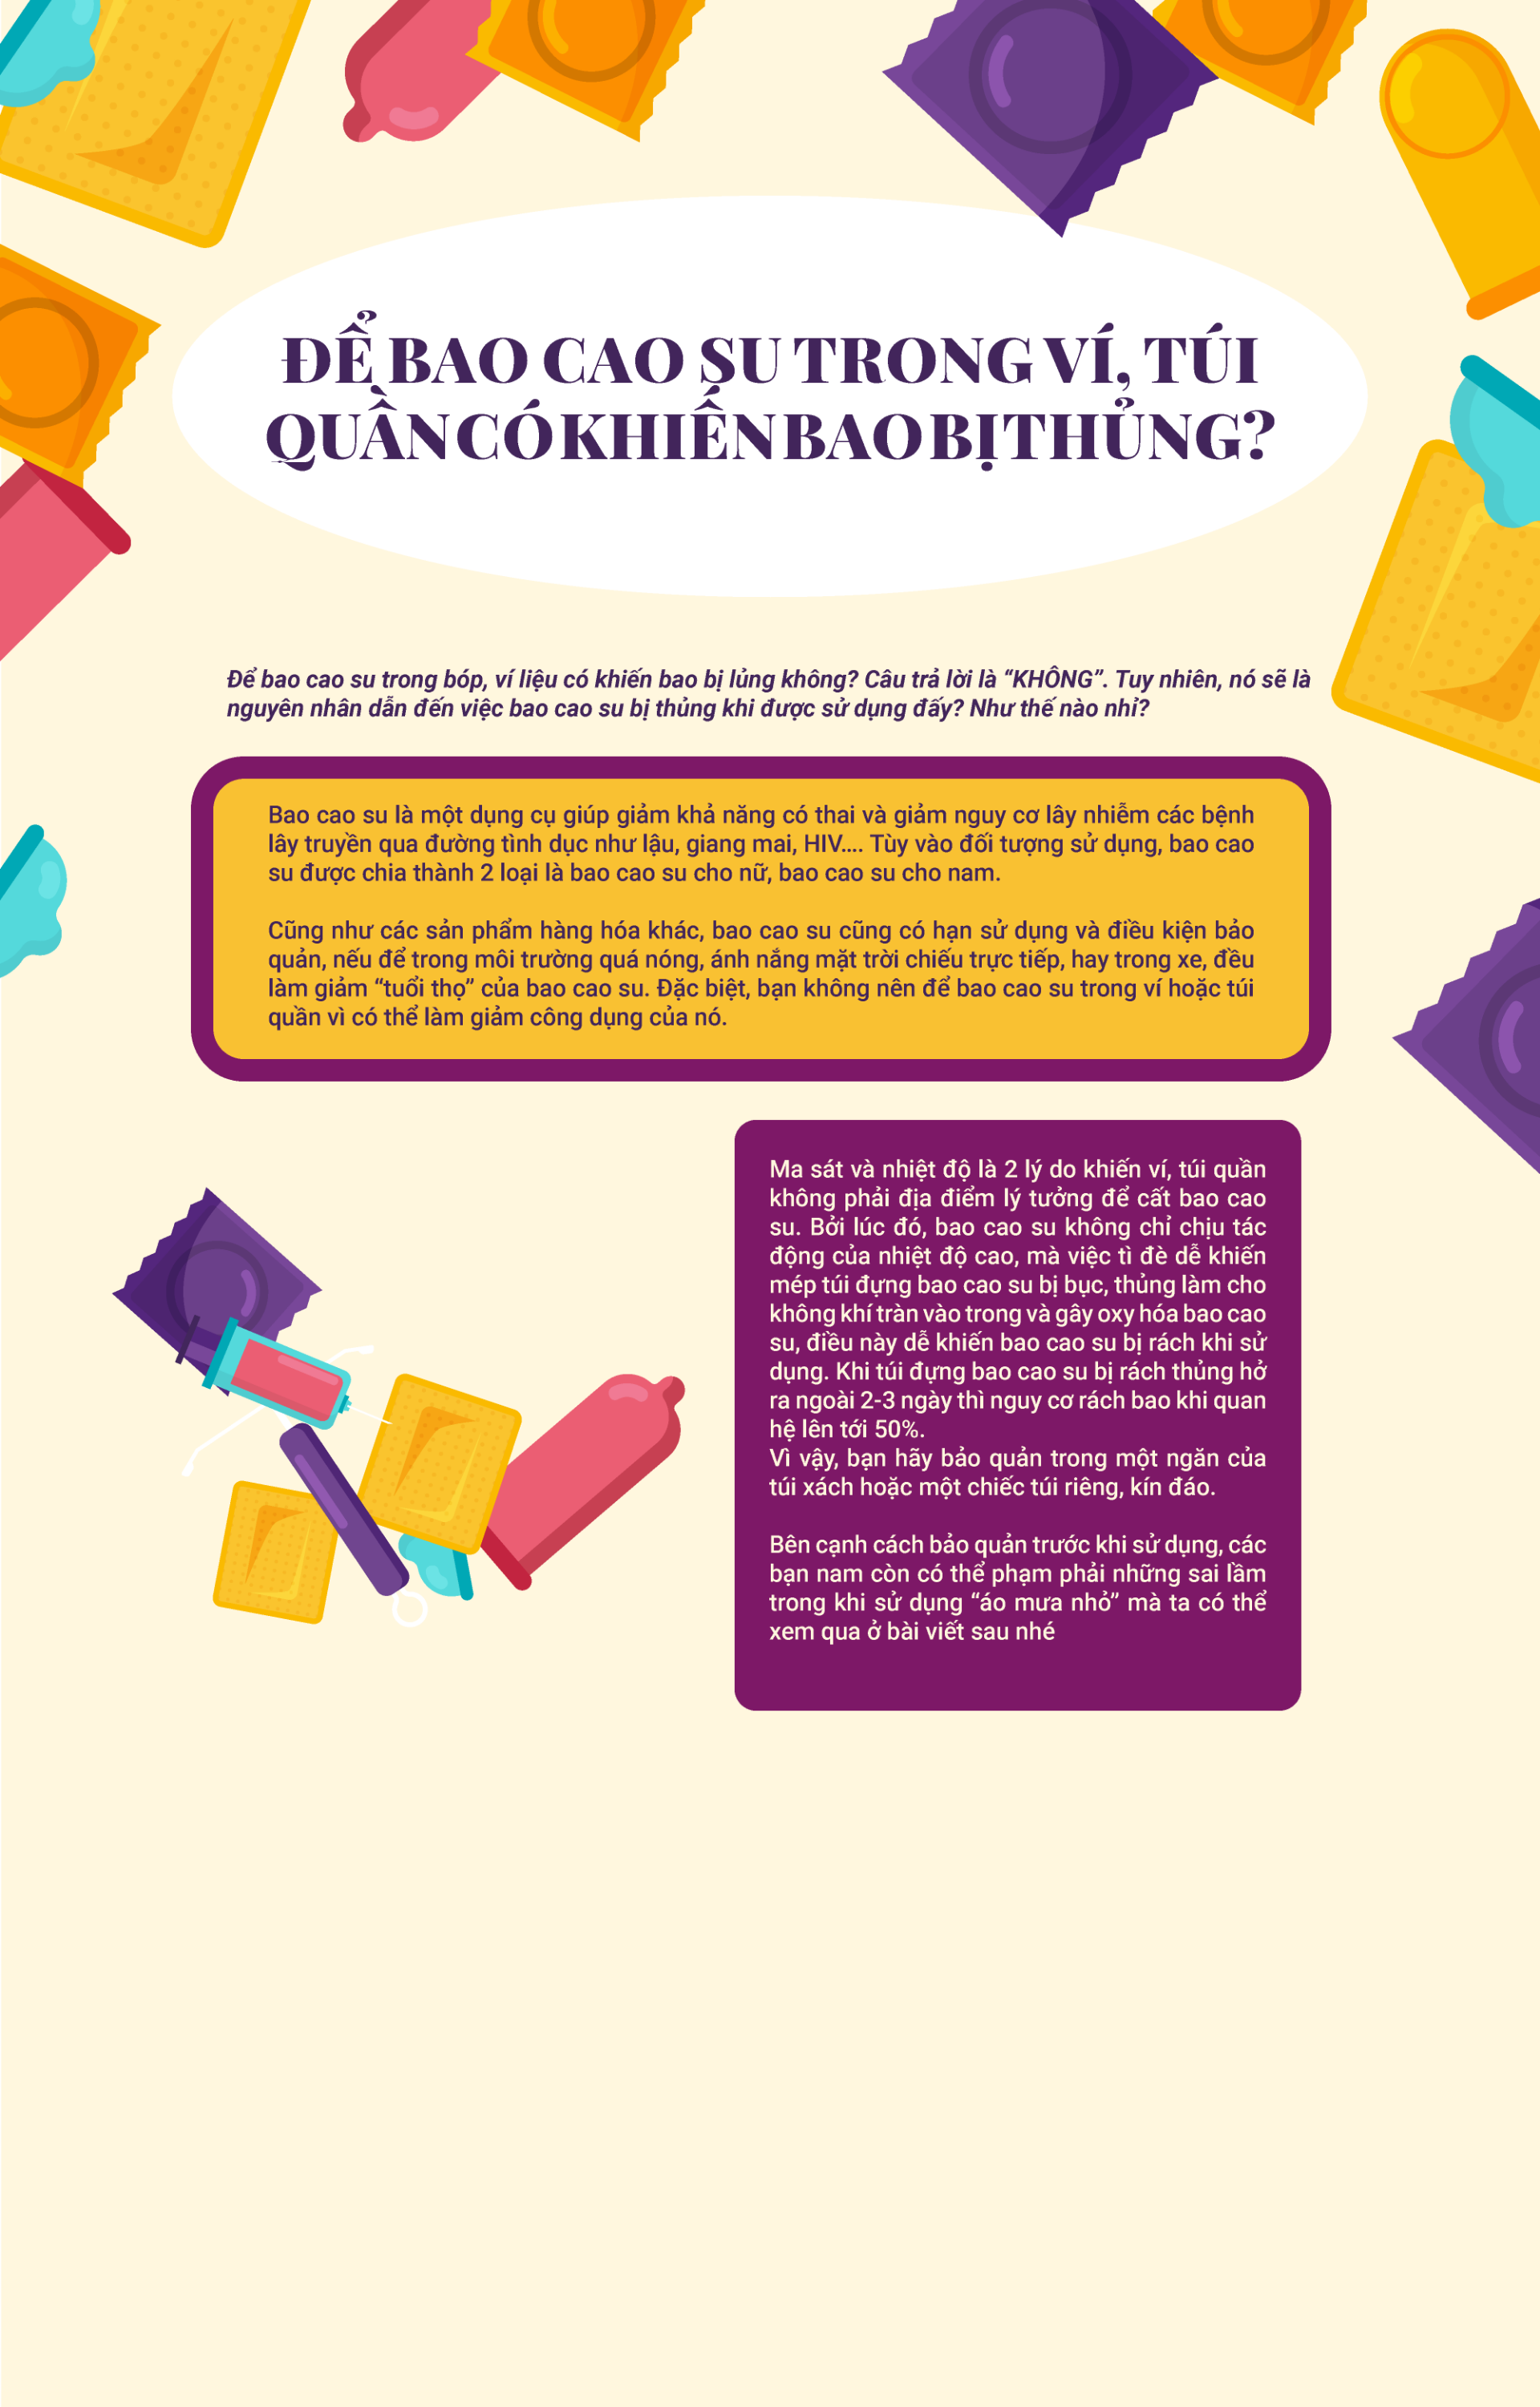 ĐỂ BAO CAO SU TRONG VÍ, TÚI
QUẦN CÓ KHIẾN BAO BỊ THỦNG?
Để bao cao su trong bóp, ví liệu có khiến bao bị lủng không? Câu trả lời là “KHÔNG”. Tuy nhiên, nó sẽ là
nguyên nhân dẫn đến việc bao cao su bị thủng khi được sử dụng đấy? Như thế nào nhỉ?
Bao cao su là một dụng cụ giúp giảm khả năng có thai và giảm nguy cơ lây nhiễm các bệnh
lây truyền qua đường tình dục như lậu, giang mai, HIV.... Tùy vào đối tượng sử dụng, bao cao
su được chia thành 2 loại là bao cao su cho nữ, bao cao su cho nam.
Cũng như các sản phẩm hàng hóa khác, bao cao su cũng có hạn sử dụng và điều kiện bảo
quản, nếu để trong môi trường quá nóng, ánh nắng mặt trời chiếu trực tiếp, hay trong xe, đều
làm giảm “tuổi thọ” của bao cao su. Đặc biệt, bạn không nên để bao cao su trong ví hoặc túi
quần vì có thể làm giảm công dụng của nó.
Ma sát và nhiệt độ là 2 lý do khiến ví, túi quần
không phải địa điểm lý tưởng để cất bao cao
su. Bởi lúc đó, bao cao su không chỉ chịu tác
động của nhiệt độ cao, mà việc tì đè dễ khiến
mép túi đựng bao cao su bị bục, thủng làm cho
không khí tràn vào trong và gây oxy hóa bao cao
su, điều này dễ khiến bao cao su bị rách khi sử
dụng. Khi túi đựng bao cao su bị rách thủng hở
ra ngoài 2-3 ngày thì nguy cơ rách bao khi quan
hệ lên tới 50%.
Vì vậy, bạn hãy bảo quản trong một ngăn của
túi xách hoặc một chiếc túi riêng, kín đáo.
Bên cạnh cách bảo quản trước khi sử dụng, các
bạn nam còn có thể phạm phải những sai lầm
trong khi sử dụng “áo mưa nhỏ” mà ta có thể
xem qua ở bài viết sau nhé